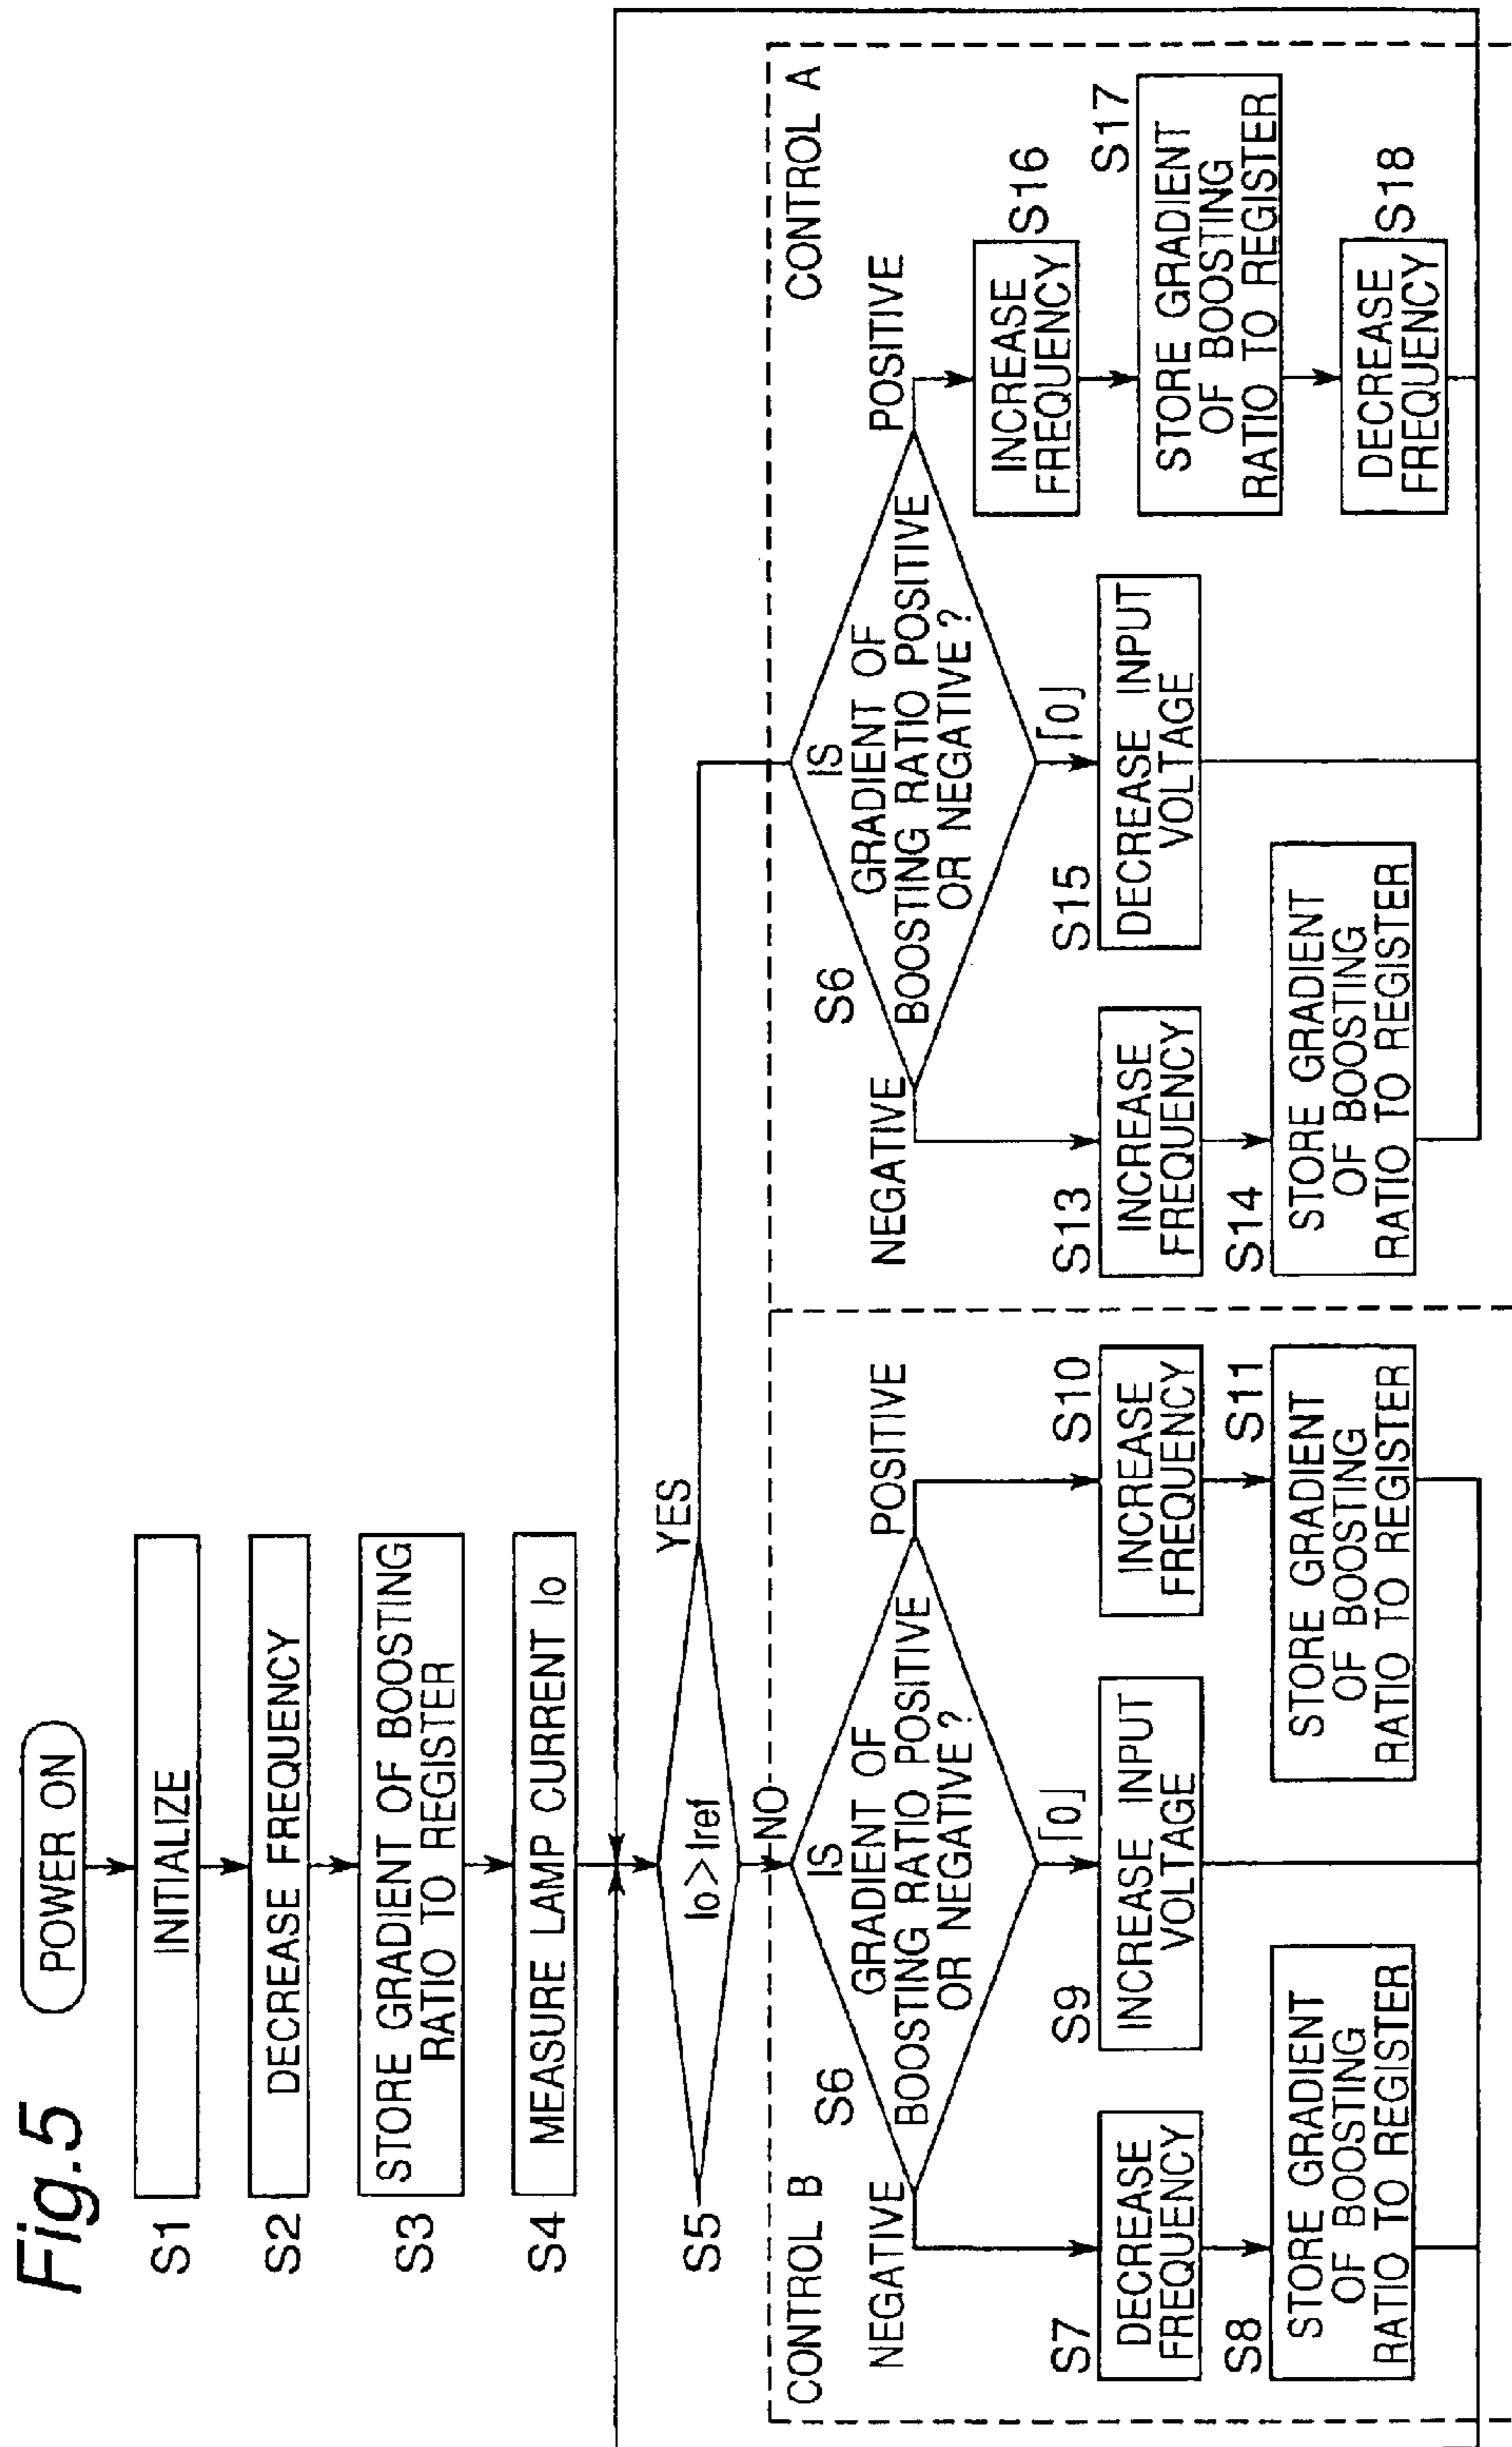 Fig.5
POWER ON
S1
INITIALIZE
S2
DECREASE FREQUENCY
S3
STORE GRADIENT OF BOOSTING
RATIO TO REGISTER
S4
MEASURE LAMP CURRENT Io
S5
Io>Iref
YES
NO
CONTROL B
S6
IS
GRADIENT OF
BOOSTING RATIO POSITIVE
OR NEGATIVE?
NEGATIVE
POSITIVE
「0」
S7
DECREASE
FREQUENCY
S8
STORE GRADIENT
OF BOOSTING
RATIO TO REGISTER
S9
INCREASE INPUT
VOLTAGE
S10
INCREASE
FREQUENCY
S11
STORE GRADIENT
OF BOOSTING
RATIO TO REGISTER
CONTROL A
S6
IS
GRADIENT OF
BOOSTING RATIO POSITIVE
OR NEGATIVE?
NEGATIVE
POSITIVE
「0」
S13
INCREASE
FREQUENCY
S14
STORE GRADIENT
OF BOOSTING
RATIO TO REGISTER
S15
DECREASE INPUT
VOLTAGE
S16
INCREASE
FREQUENCY
S17
STORE GRADIENT
OF BOOSTING
RATIO TO REGISTER
S18
DECREASE
FREQUENCY